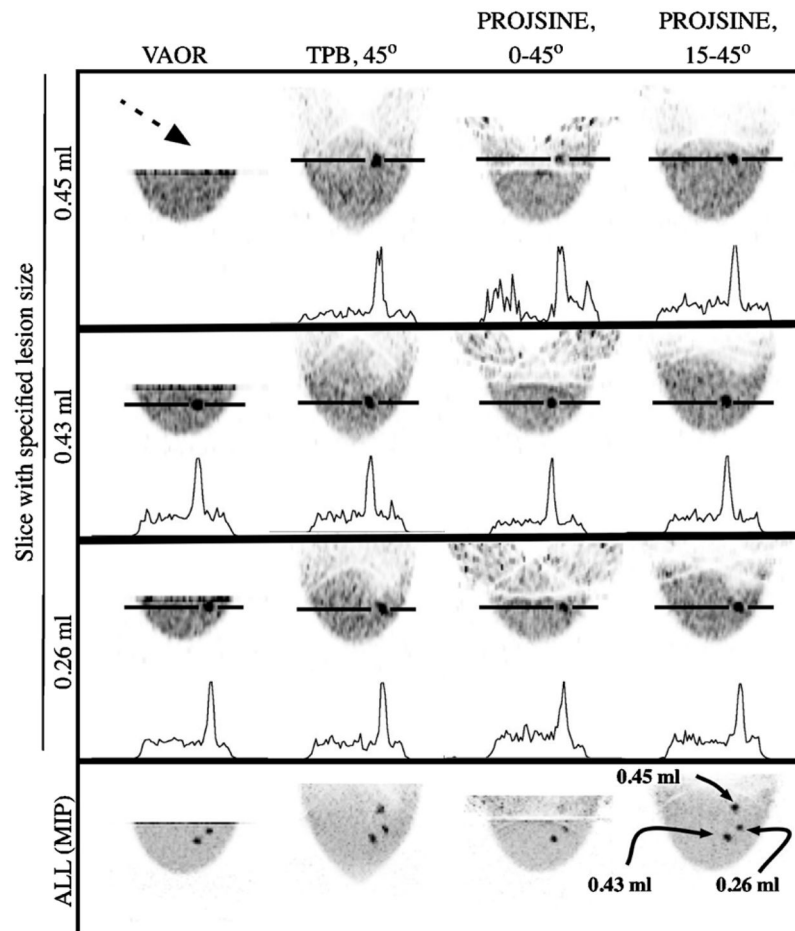 VAOR
TPB, 45°
PROJSINE,
0-45°
PROJSINE,
15-45°
Slice with specified lesion size
0.45 ml
0.43 ml
0.26 ml
ALL (MIP)
0.45 ml
0.43 ml
0.26 ml